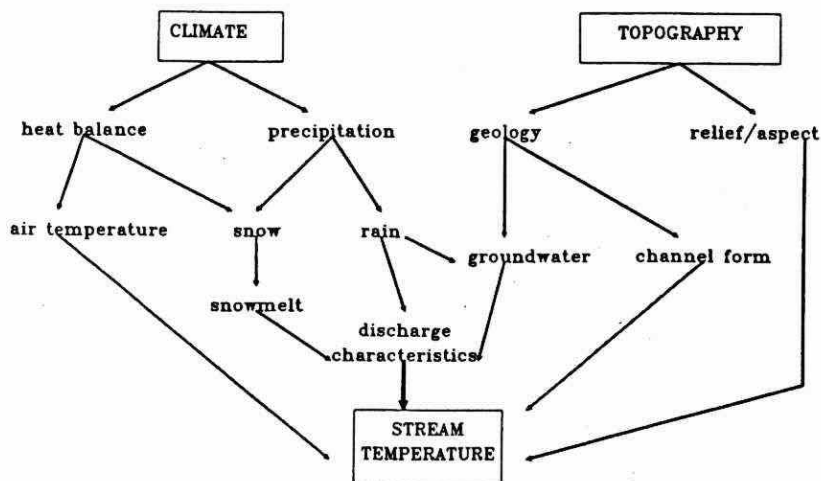 CLIMATE
TOPOGRAPHY
heat balance
precipitation
geology
relief/aspect
air temperature
snow
rain
groundwater
channel form
snowmelt
discharge
characteristics
STREAM
TEMPERATURE